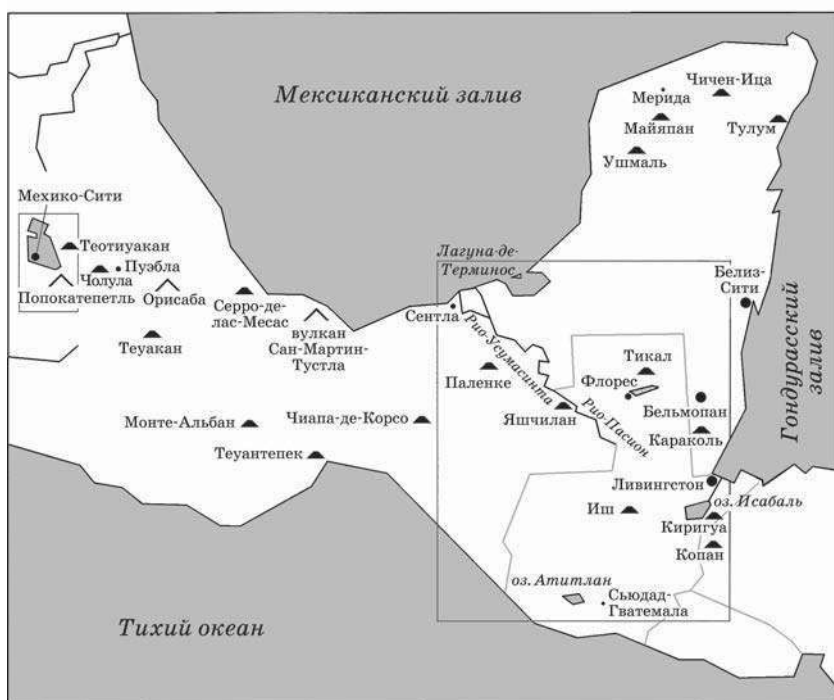 Мексиканский залив
Чичен-Ица
Мерида
Майяпан
Тулум
Ушмаль
Мехико-Сити
Теотиуакан
Пуэбла
Чолула
Попокатепетль
Орисаба
Серро-де-
лас-Месас
Теуакан
вулкан
Сан-Мартин-
Тустла
Лагуна-де-
Терминос
Сентла
Белиз-
Сити
Гондурасский
залив
Рио-Усумасинта
Тикал
Флорес
Паленке
Яшчилан
Рио-Пасион
Бельмопан
Караколь
Монте-Альбан
Чиапа-де-Корсо
Теуантепек
Ливингстон
оз. Исабаль
Иш
Киригуа
Копан
оз. Атитлан
Сьюдад-
Гватемала
Тихий океан